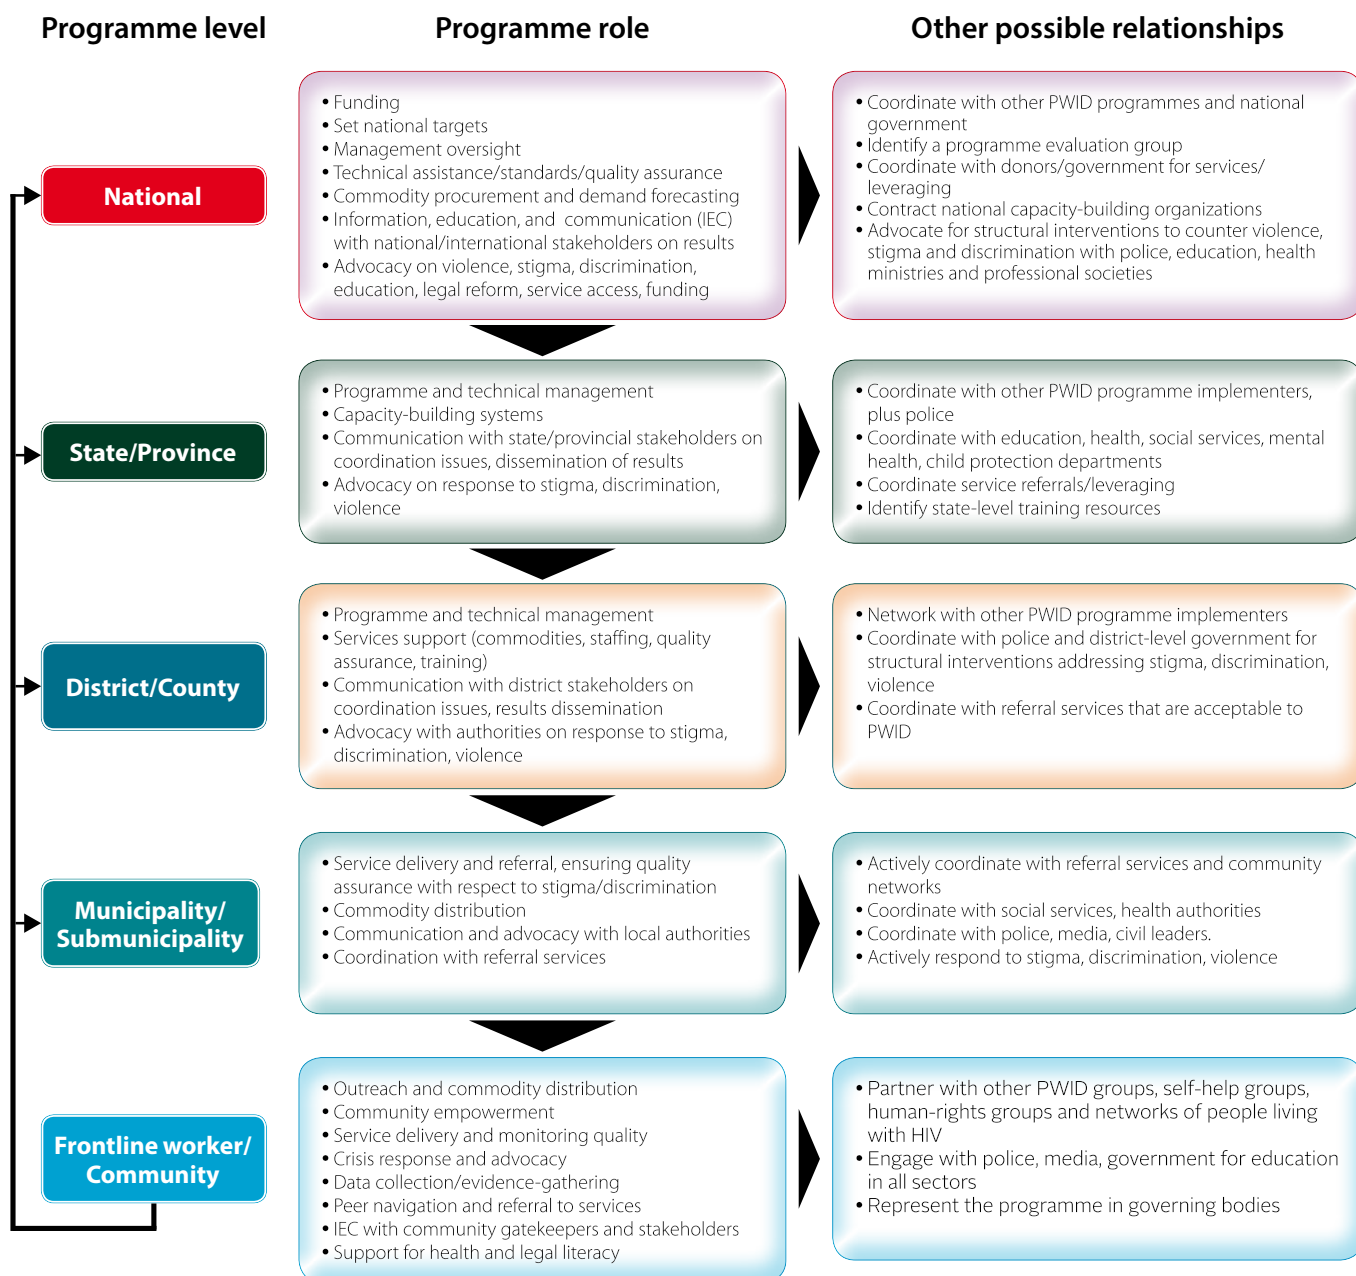 Programme level
Programme role
Other possible relationships
National
• Funding
• Set national targets
• Management oversight
• Technical assistance/standards/quality assurance
• Commodity procurement and demand forecasting
• Information, education, and communication (IEC)
with national/international stakeholders on results
• Advocacy on violence, stigma, discrimination,
education, legal reform, service access, funding
• Coordinate with other PWID programmes and national
government
• Identify a programme evaluation group
• Coordinate with donors/government for services/
leveraging
• Contract national capacity-building organizations
• Advocate for structural interventions to counter violence,
stigma and discrimination with police, education, health
ministries and professional societies
State/Province
• Programme and technical management
• Capacity-building systems
• Communication with state/provincial stakeholders on
coordination issues, dissemination of results
• Advocacy on response to stigma, discrimination,
violence
• Coordinate with other PWID programme implementers,
plus police
• Coordinate with education, health, social services, mental
health, child protection departments
• Coordinate service referrals/leveraging
• Identify state-level training resources
District/County
• Programme and technical management
• Services support (commodities, staffing, quality
assurance, training)
• Communication with district stakeholders on
coordination issues, results dissemination
• Advocacy with authorities on response to stigma,
discrimination, violence
• Network with other PWID programme implementers
• Coordinate with police and district-level government for
structural interventions addressing stigma, discrimination,
violence
• Coordinate with referral services that are acceptable to
PWID
Municipality/
Submunicipality
• Service delivery and referral, ensuring quality
assurance with respect to stigma/discrimination
• Commodity distribution
• Communication and advocacy with local authorities
• Coordination with referral services
• Actively coordinate with referral services and community
networks
• Coordinate with social services, health authorities
• Coordinate with police, media, civil leaders.
• Actively respond to stigma, discrimination, violence
Frontline worker/
Community
• Outreach and commodity distribution
• Community empowerment
• Service delivery and monitoring quality
• Crisis response and advocacy
• Data collection/evidence-gathering
• Peer navigation and referral to services
• IEC with community gatekeepers and stakeholders
• Support for health and legal literacy
• Partner with other PWID groups, self-help groups,
human-rights groups and networks of people living
with HIV
• Engage with police, media, government for education
in all sectors
• Represent the programme in governing bodies